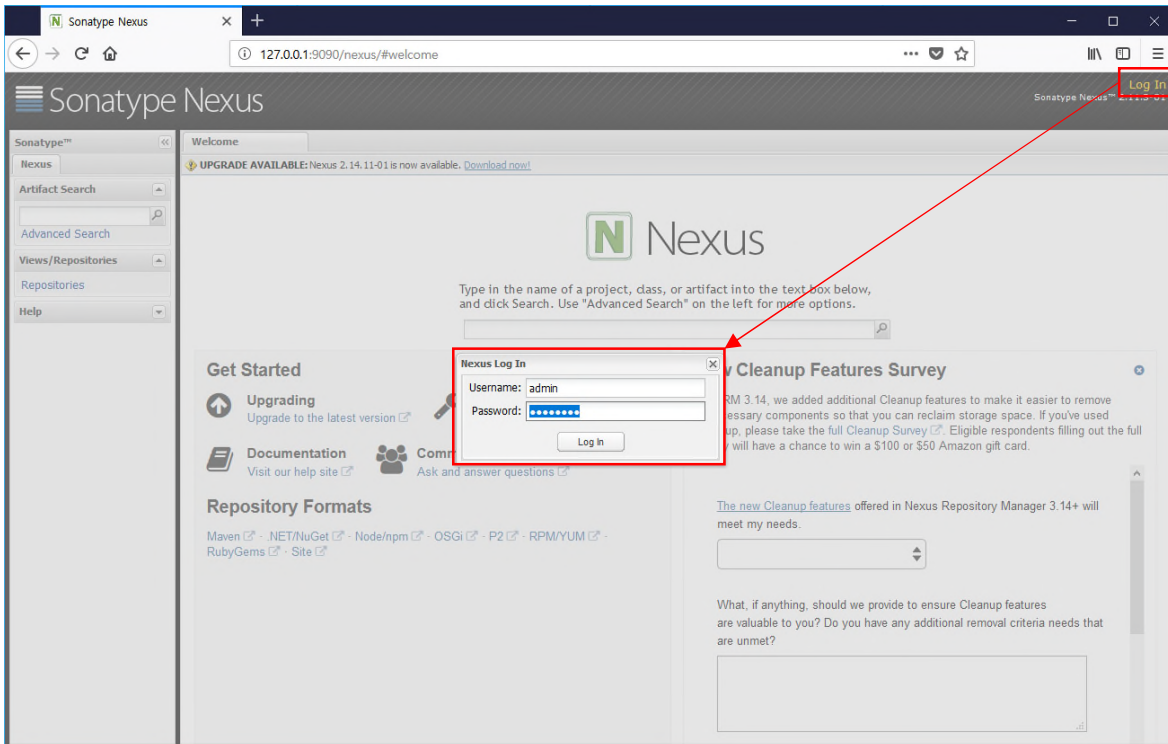 Sonatype Nexus
127.0.0.1:9090/nexus/#welcome
Sonatype Nexus
Log In
Sonatype Nexus™ 2.11.3-01
Sonatype™
Nexus
Artifact Search
Advanced Search
Views/Repositories
Repositories
Help
Welcome
UPGRADE AVAILABLE: Nexus 2.14.11-01 is now available. Download now!
N Nexus
Type in the name of a project, class, or artifact into the text box below,
and click Search. Use "Advanced Search" on the left for more options.
Nexus Log In
Username: admin
Password:
Log In
Get Started
Upgrading
Upgrade to the latest version
Documentation
Visit our help site
Comm
Ask and answer questions
Repository Formats
Maven · .NET/NuGet · Node/npm · OSGi · P2 · RPM/YUM ·
RubyGems · Site
Cleanup Features Survey
RM 3.14, we added additional Cleanup features to make it easier to remove
essary components so that you can reclaim storage space. If you've used
up, please take the full Cleanup Survey. Eligible respondents filling out the full
y will have a chance to win a $100 or $50 Amazon gift card.
The new Cleanup features offered in Nexus Repository Manager 3.14+ will
meet my needs.
What, if anything, should we provide to ensure Cleanup features
are valuable to you? Do you have any additional removal criteria needs that
are unmet?